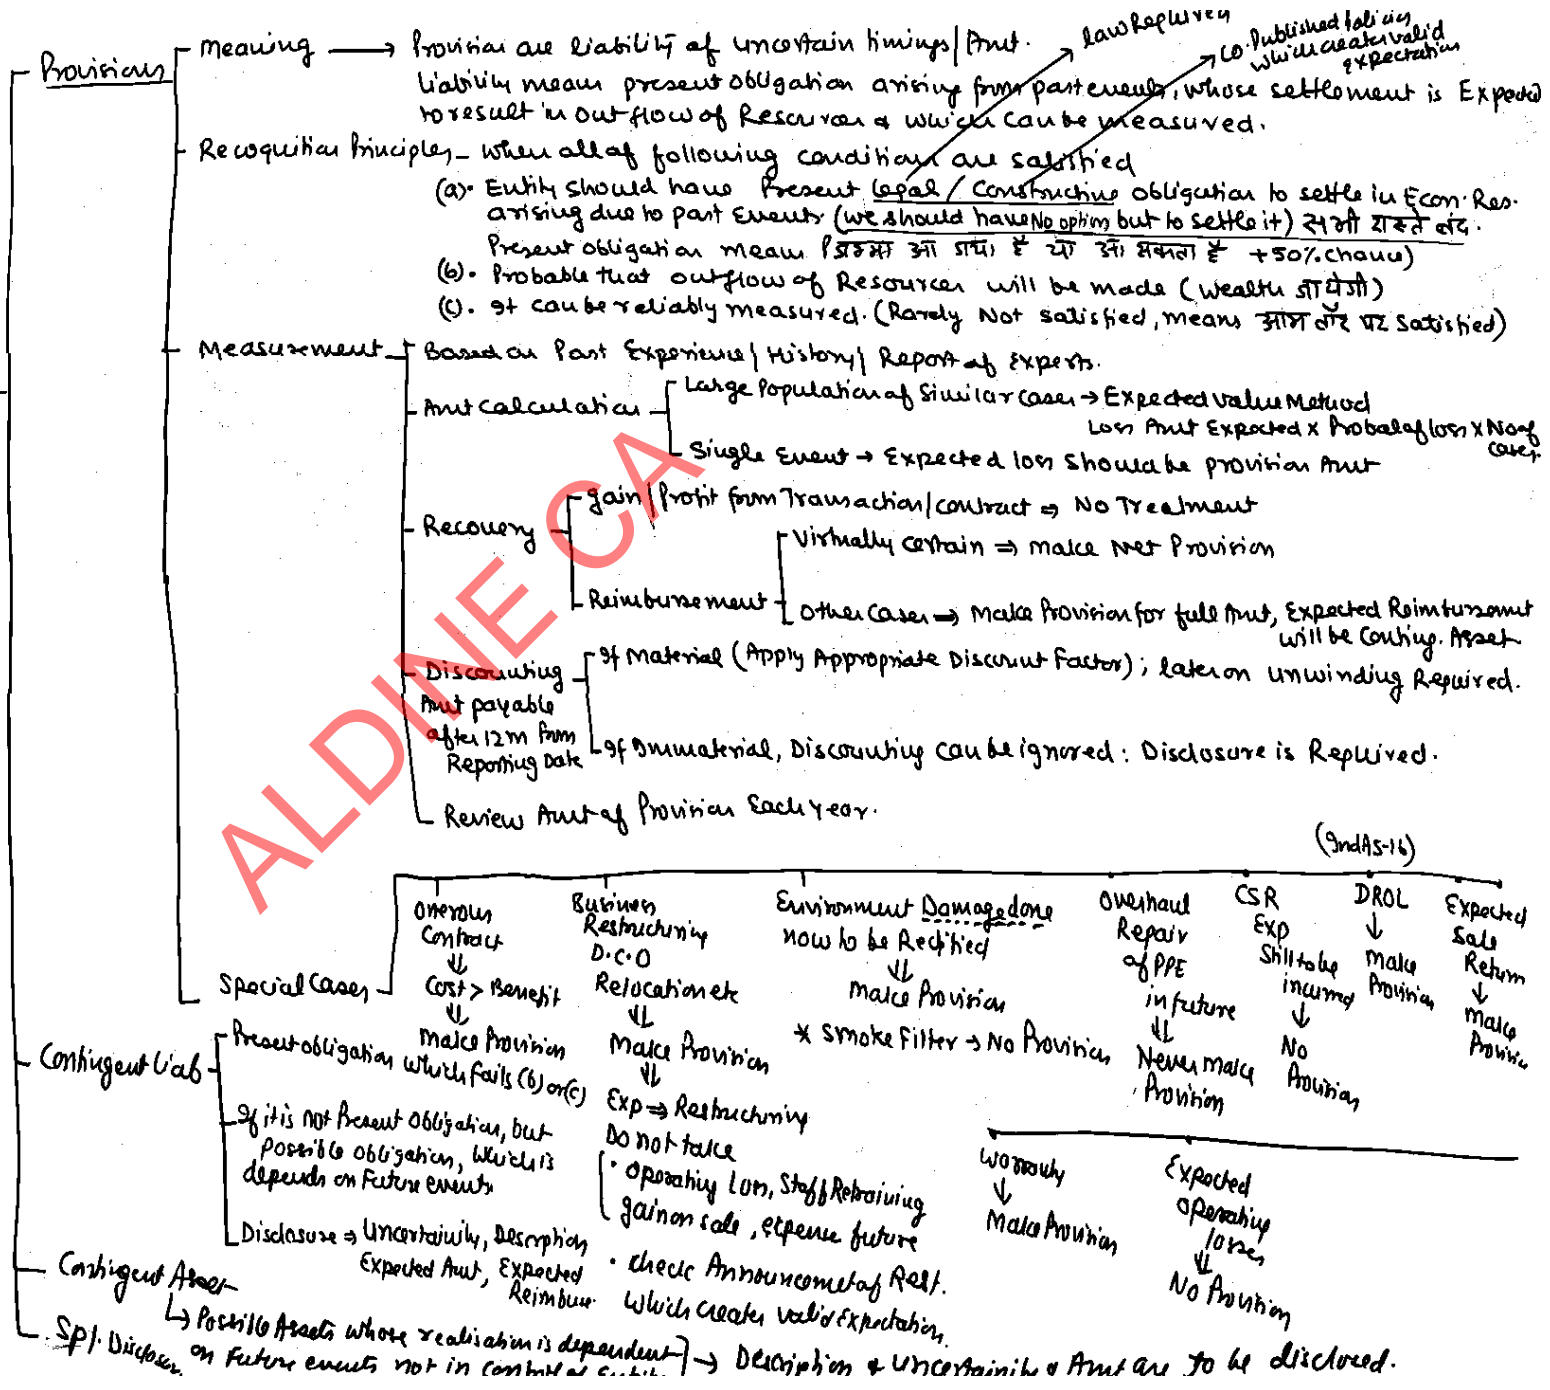 law Required
Co. Published Policies
which creates valid
expectation
Provisions
Meaning → Provision are liability of uncertain timings/Amt.
liability means present obligation arising from past events, whose settlement is Expected
to result in outflow of Resources & which can be measured.
Recognition Principles - when all of following conditions are satisfied
(a). Entity should have Present legal / Constructive obligation to settle in Econ. Res.
arising due to past Events (we should have No option but to settle it) सभी रास्ते बंद.
Present obligation means (जिम्मा आ गया है या आ सकता है +50% chance)
(b). Probable that outflow of Resources will be made (wealth जायेगी)
(c). It can be reliably measured. (Rarely Not satisfied, means आम तौर पर satisfied)
Measurement
Based on Past Experience / History / Report of Experts.
Amt Calculation
Large Population of Similar cases → Expected value Method
Loss Amt Expected x Probab of loss x No of
cases.
Single Event → Expected loss should be provision Amt
Recovery
gain/Profit from Transaction/contract ⇒ No Treatment
Reimbursement
Virtually certain ⇒ make Net Provision
Other cases ⇒ Make Provision for full Amt, Expected Reimbursemnt
will be Conting. Asset
Discounting
Amt payable
after 12m from
Reporting Date
If Material (Apply Appropriate Discount Factor); later on unwinding Required.
If Immaterial, Discounting can be ignored: Disclosure is Required.
Review Amt of Provision Each year.
ALDINE CA
Special Cases
Onerous
Contract
⇓
Cost > Benefit
⇓
Make Provision
Business
Restructuring
D.C.O
Relocation etc
⇓
Make Provision
⇓
Exp ⇒ Restructuring
Do not take
• Operating Loss, Staff Retraining
gain on sale, expense future
• check Announcemet of Rest.
which creates valid Expectation.
Environment Damage done
now to be Rectified
⇓
Make Provision
* Smoke Filter → No Provision
Overhaul
Repair
of PPE
in future
⇓
Never make
Provision
CSR
Exp
Still to be
incurred
↓
No
Provision
(IndAS-16)
DROL
↓
Make
Provision
Expected
Sale
Return
↓
Make
Provision
Warranty
↓
Make Provision
Expected
operating
losses
⇓
No Provision
Contingent Liab
Present obligation which fails (b) or (c)
If it is not Present Obligation, but
possible obligation, which is
depends on Future events
Disclosure ⇒ Uncertainity, Description
Expected Amt, Expected
Reimburs.
Contingent Asset
↳ Possible Assets whose realisation is dependent
on Future events not in control of Entity
→ Description & uncertainity & Amt are to be disclosed.
Spl. Disclosure